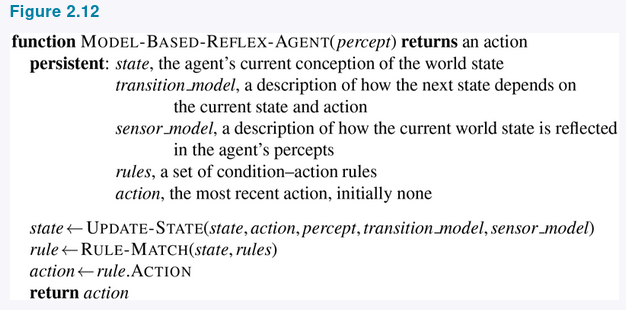 Figure 2.12
function MODEL-BASED-REFLEX-AGENT(percept) returns an action
persistent: state, the agent's current conception of the world state
transition_model, a description of how the next state depends on
the current state and action
sensor_model, a description of how the current world state is reflected
in the agent's percepts
rules, a set of condition–action rules
action, the most recent action, initially none
state←UPDATE-STATE(state, action, percept, transition_model, sensor_model)
rule←RULE-MATCH(state, rules)
action←rule.ACTION
return action